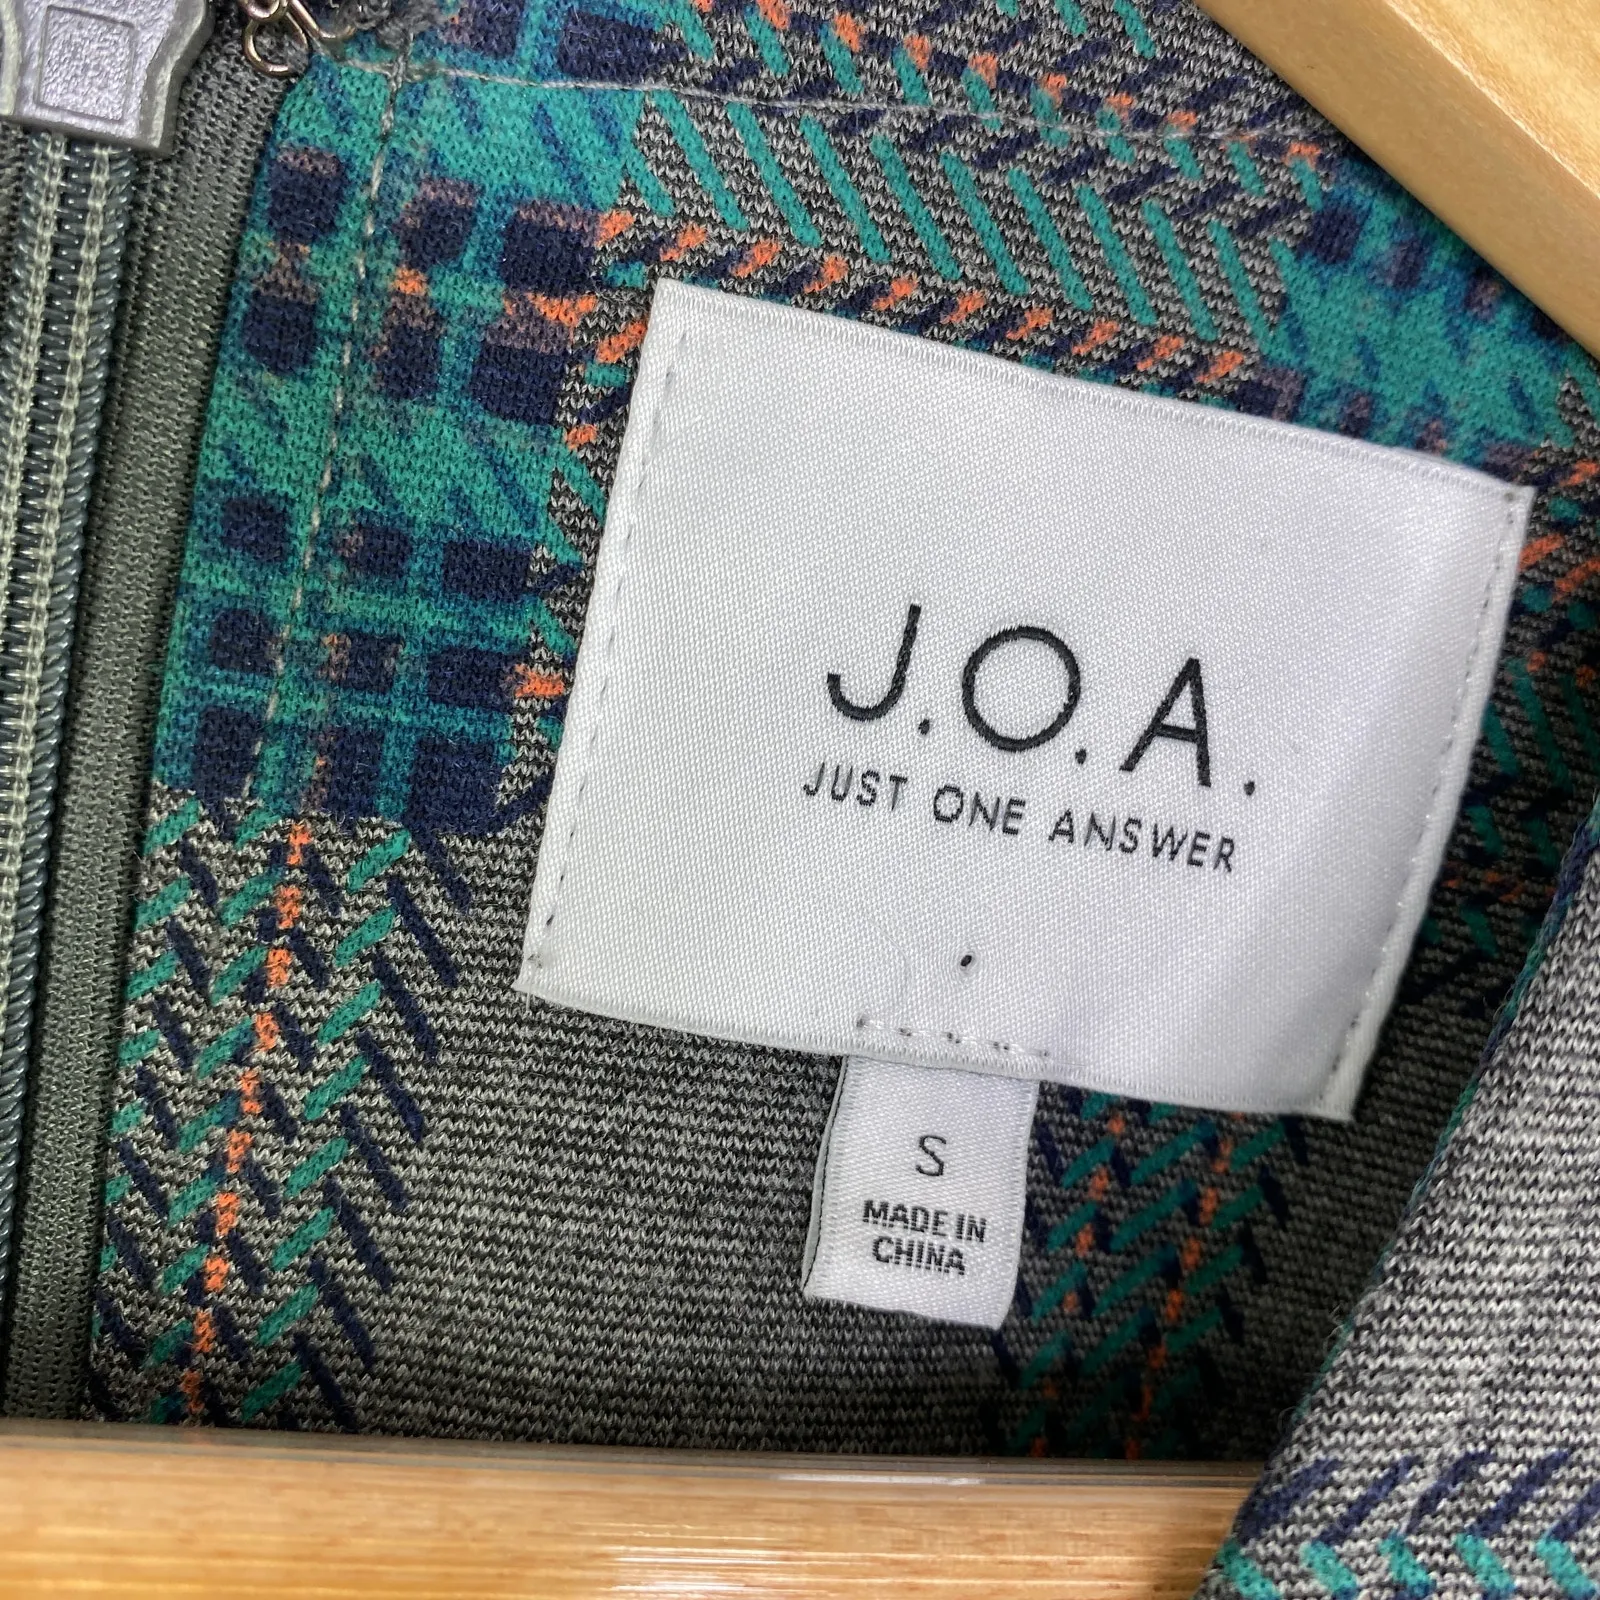 J.O.A.
JUST ONE ANSWER
S
MADE IN
CHINA